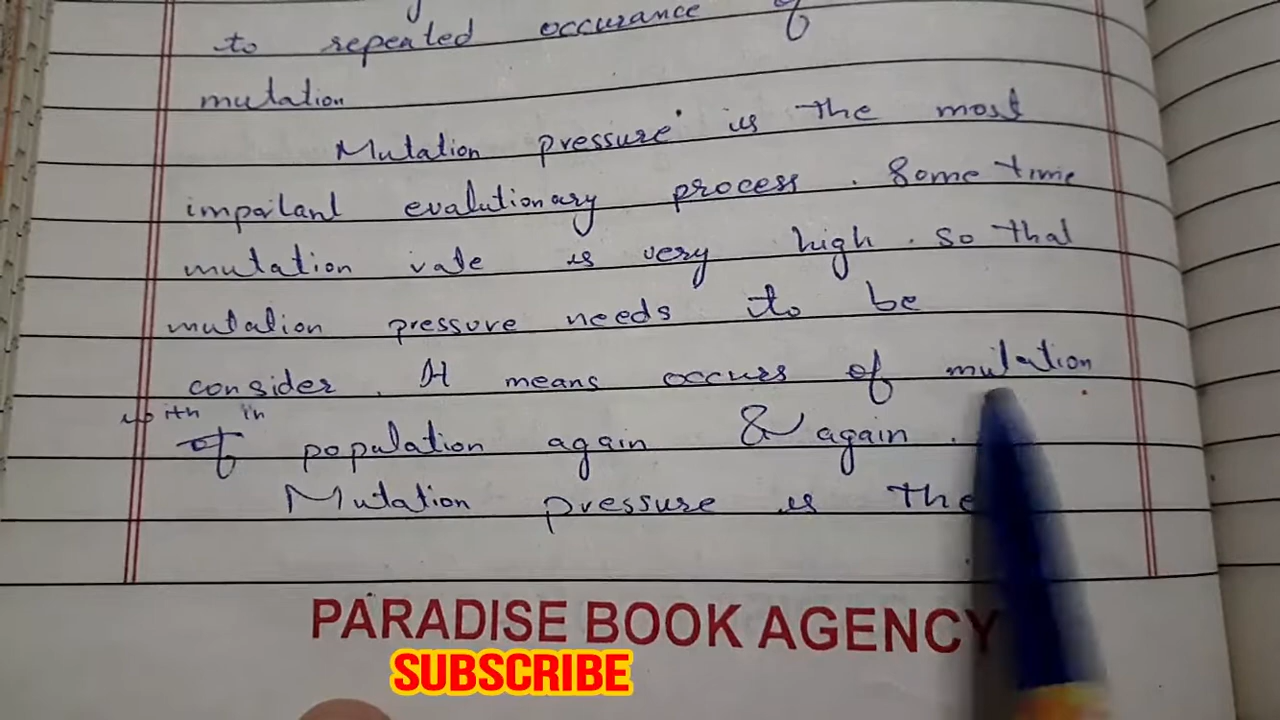 to repeated occurance of
mutation
Mutation pressure is the most
important evalutionary process. Some time
mutation rate is very high. so that
mutation pressure needs to be
consider. It means occurs of mutation
with in
of population again & again.
Mutation pressure is the
PARADISE BOOK AGENCY
SUBSCRIBE